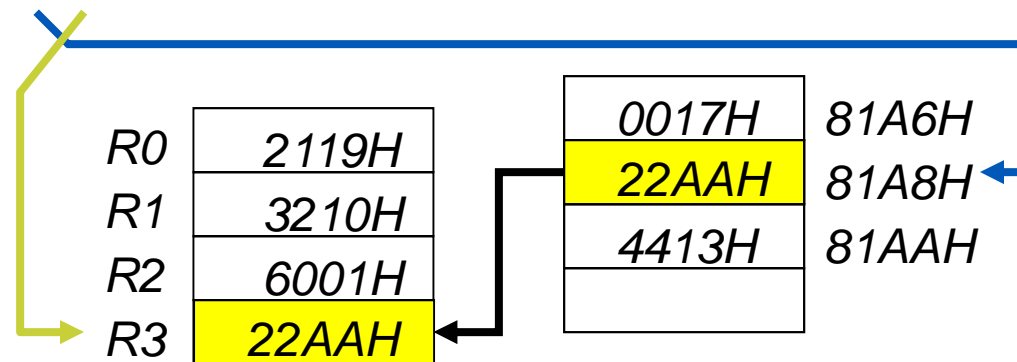 R0 2119H
R1 3210H
R2 6001H
R3 22AAH
0017H 81A6H
22AAH 81A8H
4413H 81AAH